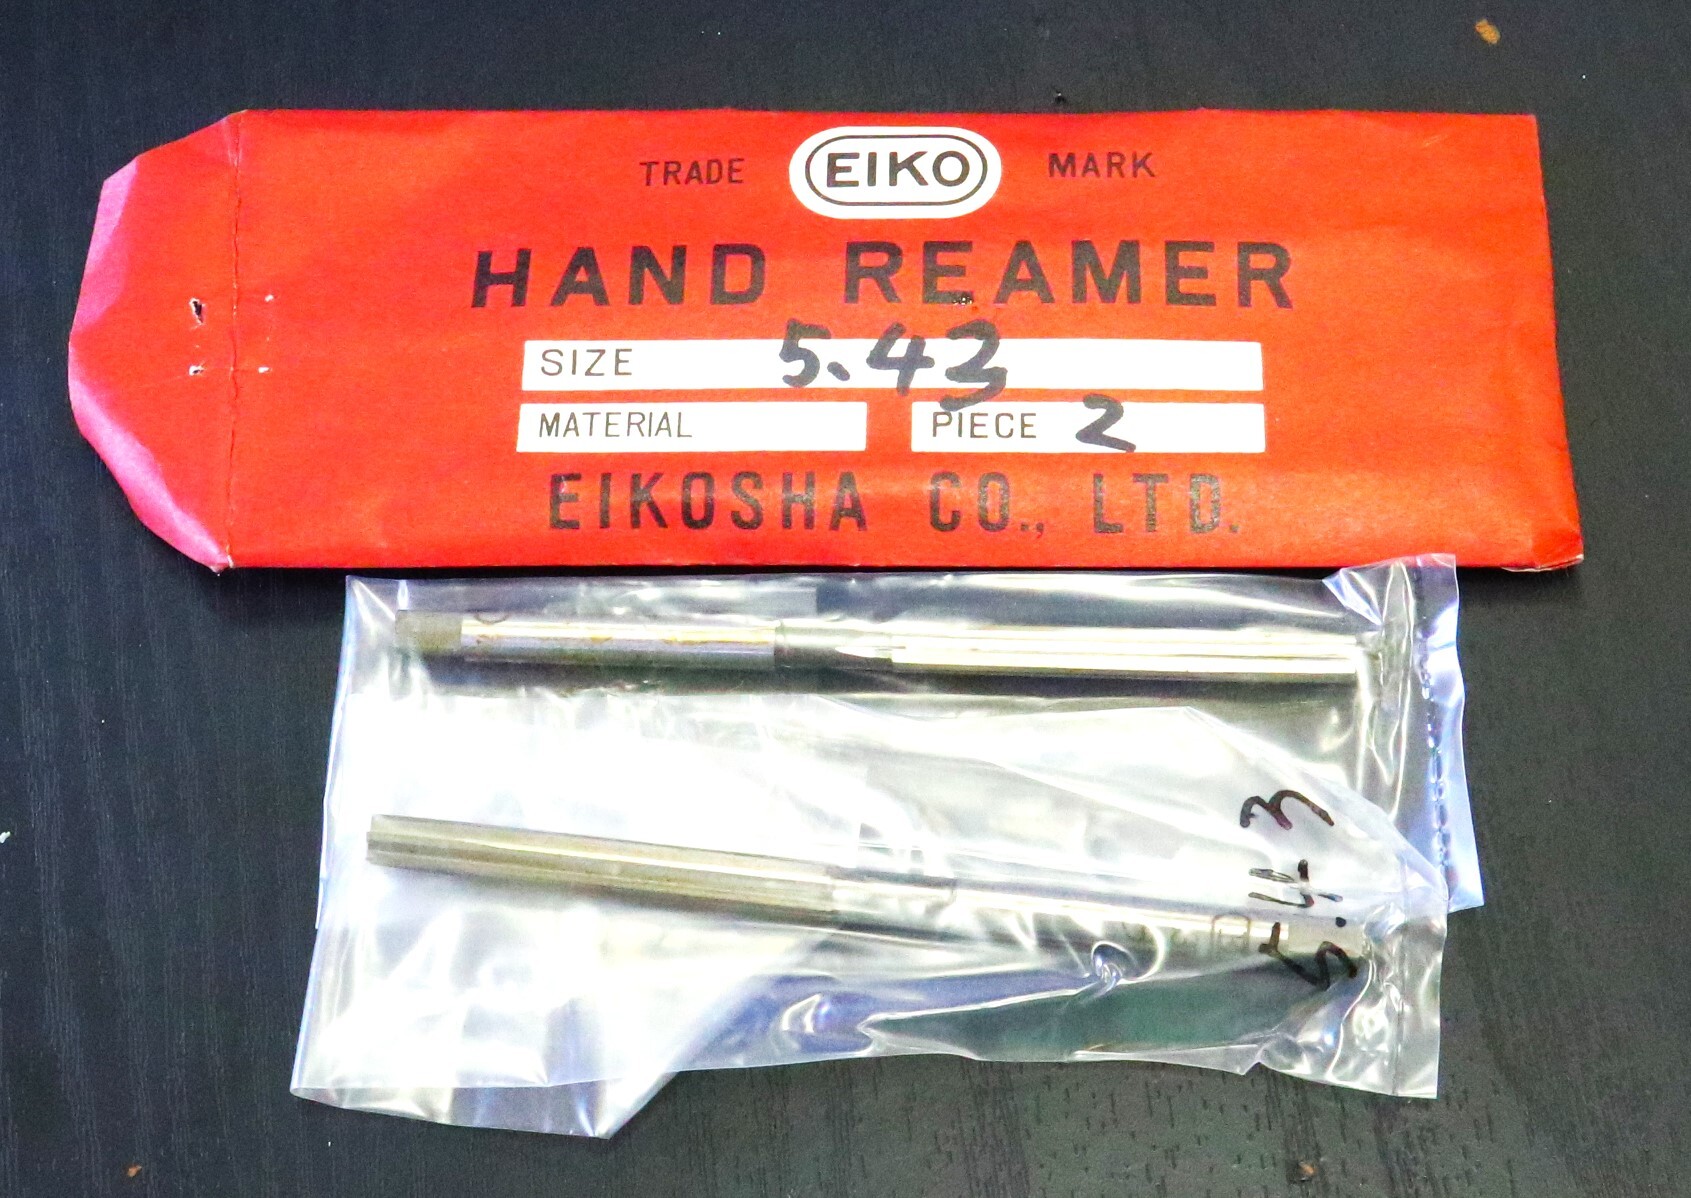 TRADE EIKO MARK
HAND REAMER
SIZE 5.43
MATERIAL PIECE 2
EIKOSHA CO., LTD.
5.43